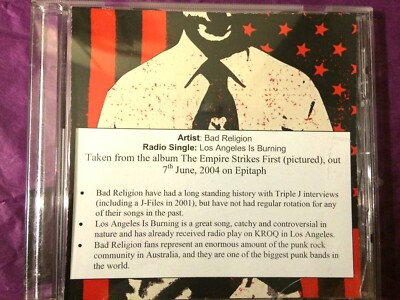 Artist: Bad Religion
Radio Single: Los Angeles Is Burning
Taken from the album The Empire Strikes First (pictured), out
7th June, 2004 on Epitaph
• Bad Religion have had a long standing history with Triple J interviews
(including a J-Files in 2001), but have not had regular rotation for any
of their songs in the past.
• Los Angeles Is Burning is a great song, catchy and controversial in
nature and has already received radio play on KROQ in Los Angeles.
• Bad Religion fans represent an enormous amount of the punk rock
community in Australia, and they are one of the biggest punk bands in
the world.